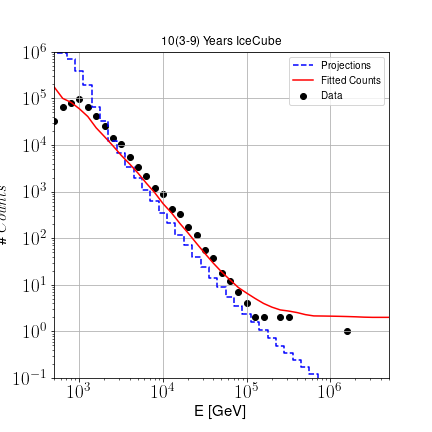 10(3-9) Years IceCube
Projections
Fitted Counts
Data
# Counts
10^6
10^5
10^4
10^3
10^2
10^1
10^0
10^−1
10^3 10^4 10^5 10^6
E [GeV]